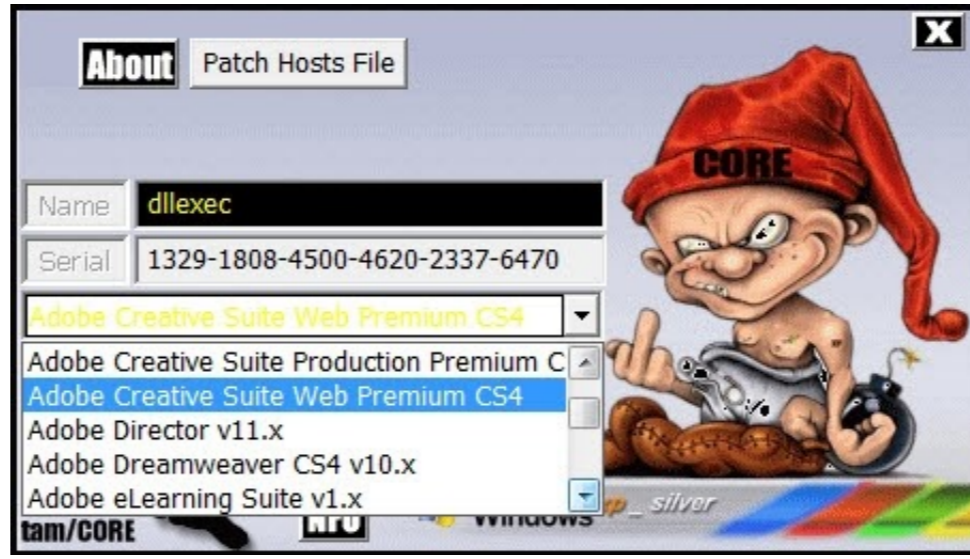 X
About
Patch Hosts File
CORE
Name
dllexec
Serial
1329-1808-4500-4620-2337-6470
Adobe Creative Suite Web Premium CS4
Adobe Creative Suite Production Premium C
Adobe Creative Suite Web Premium CS4
Adobe Director v11.x
Adobe Dreamweaver CS4 v10.x
Adobe eLearning Suite v1.x
tam/CORE
NFO
Windows xp _ silver